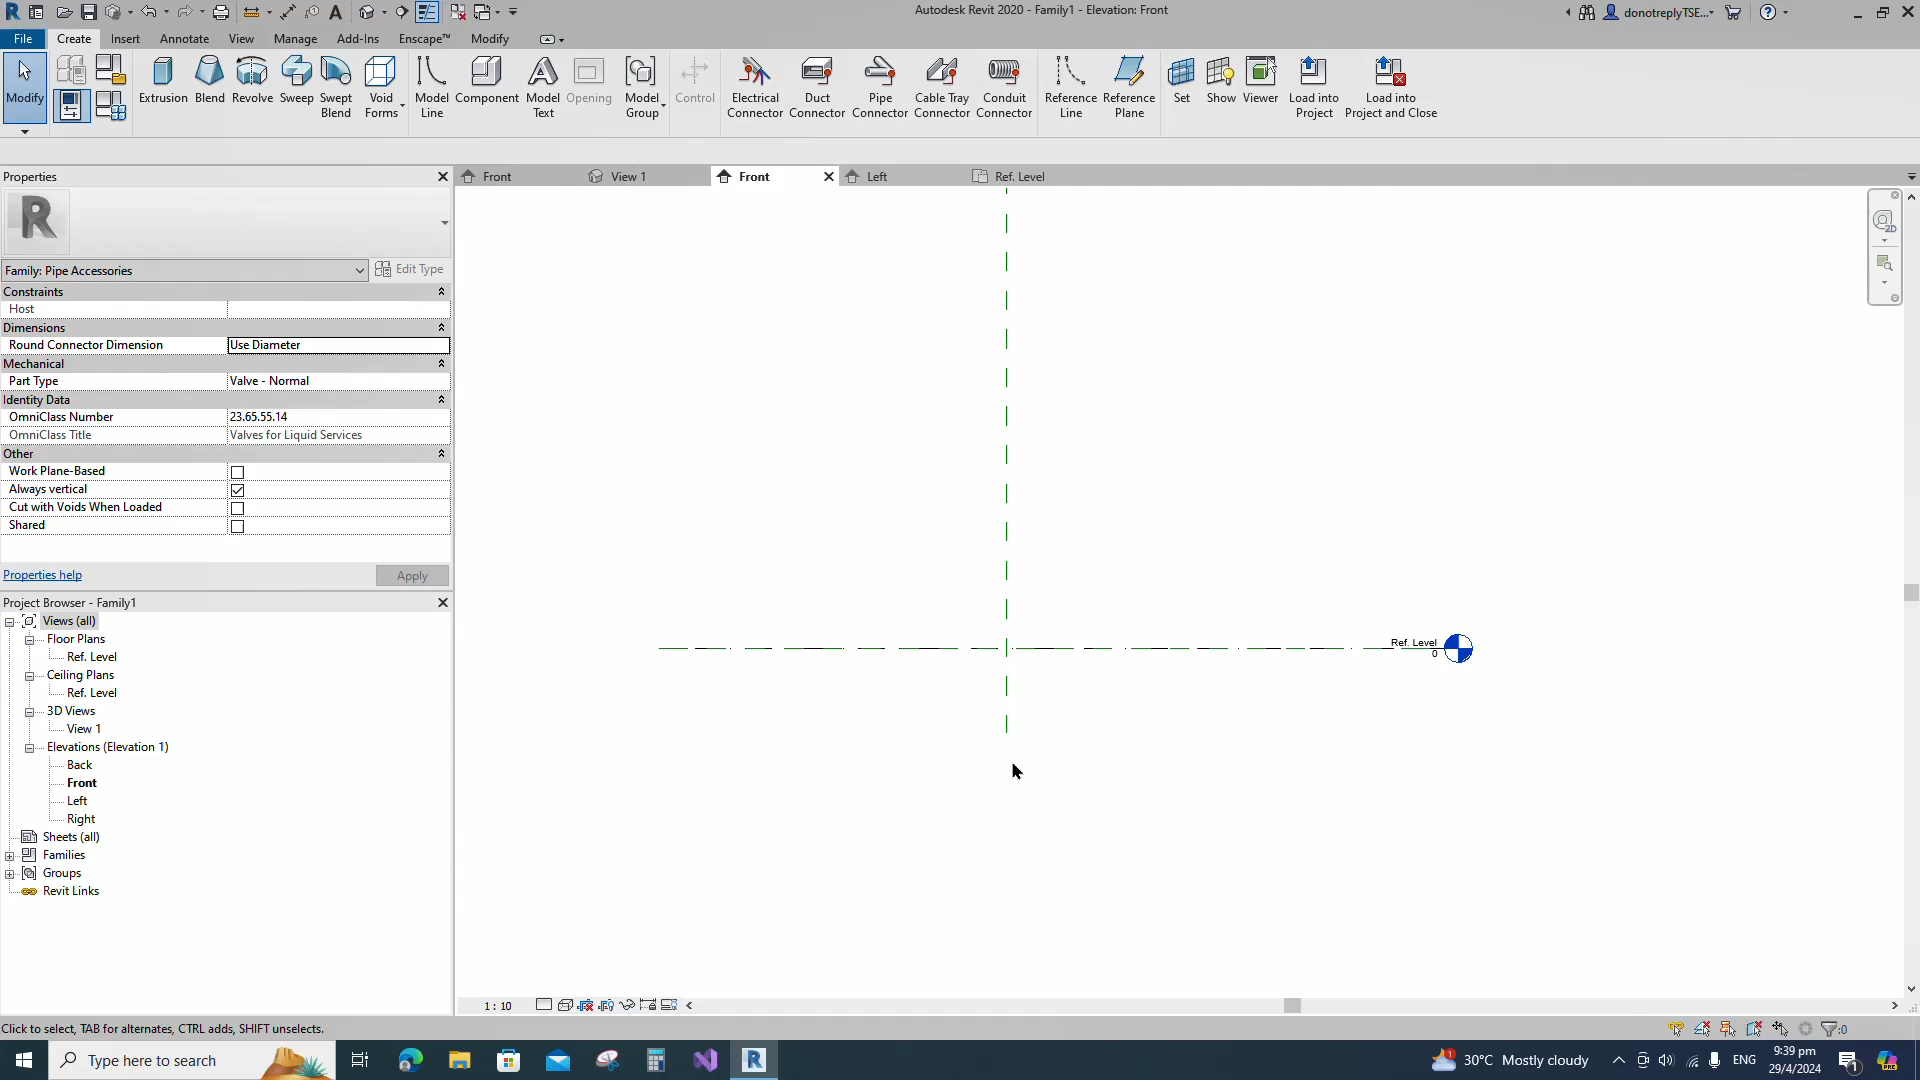 Autodesk Revit 2020 - Family1 - Elevation: Front
donotreplyTSE...
File Create Insert Annotate View Manage Add-Ins Enscape™ Modify
Modify
Extrusion Blend Revolve Sweep Swept Blend Void Forms
Model Line Component Model Text Opening Model Group Control
Electrical Connector Duct Connector Pipe Connector Cable Tray Connector Conduit Connector
Reference Line Reference Plane Set Show Viewer Load into Project Load into Project and Close
Properties
Front View 1 Front Left Ref. Level
Family: Pipe Accessories Edit Type
Constraints
Host
Dimensions
Round Connector Dimension Use Diameter
Mechanical
Part Type Valve - Normal
Identity Data
OmniClass Number 23.65.55.14
OmniClass Title Valves for Liquid Services
Other
Work Plane-Based
Always vertical
Cut with Voids When Loaded
Shared
Properties help Apply
Project Browser - Family1
Views (all)
Floor Plans
Ref. Level
Ceiling Plans
Ref. Level
3D Views
View 1
Elevations (Elevation 1)
Back
Front
Left
Right
Sheets (all)
Families
Groups
Revit Links
Ref. Level
0
2D
1 : 10
Click to select, TAB for alternates, CTRL adds, SHIFT unselects.
:0
Type here to search
30°C Mostly cloudy
ENG
9:39 pm
29/4/2024
1
PRE